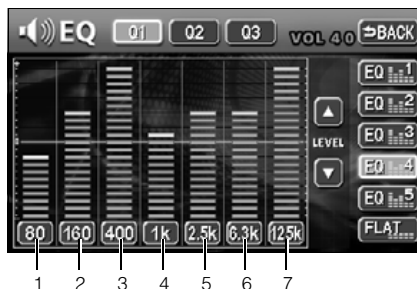 EQ 01 02 03 VOL 40 BACK
EQ 1
EQ 2
EQ 3
LEVEL
EQ 4
EQ 5
FLAT
80 160 400 1k 2.5k 6.3k 125k
1 2 3 4 5 6 7